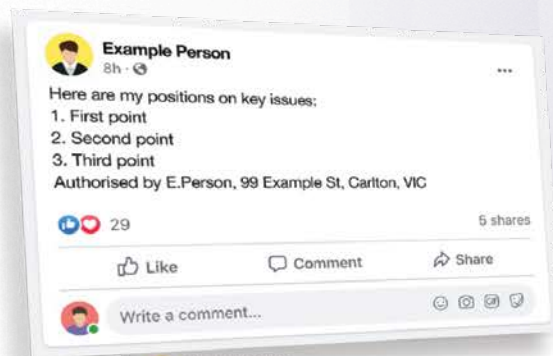 Example Person
8h ·
Here are my positions on key issues:
1. First point
2. Second point
3. Third point
Authorised by E.Person, 99 Example St, Carlton, VIC
29
5 shares
Like
Comment
Share
Write a comment...
GIF